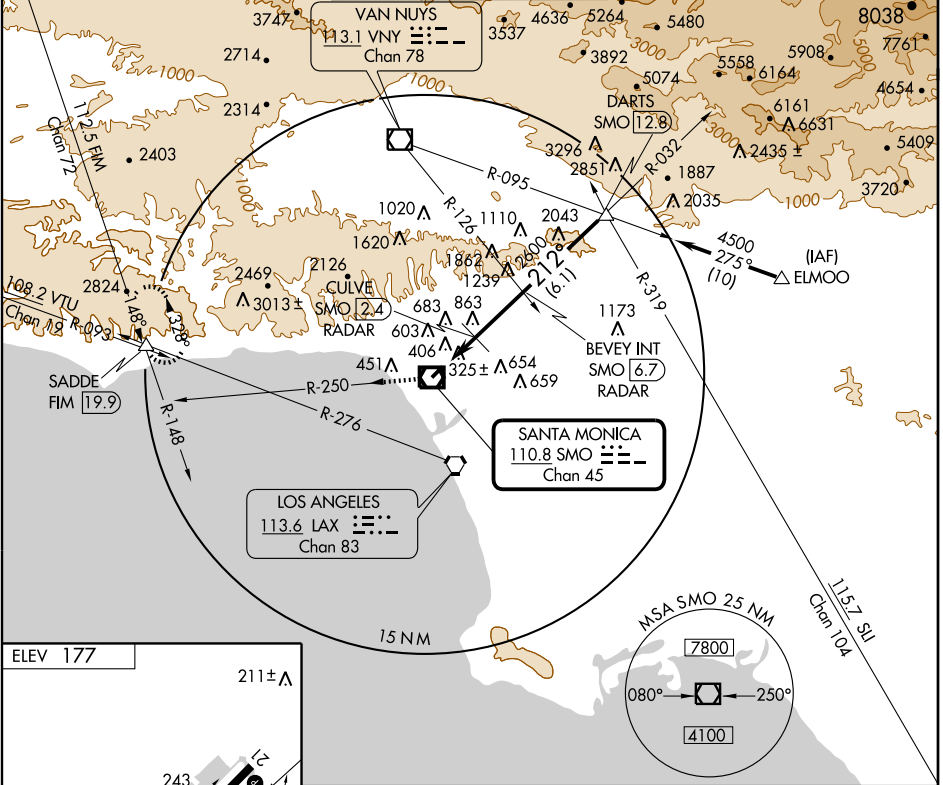 VAN NUYS
113.1 VNY
Chan 78
3747
2714
2314
2403
3537
4636
5264
5480
3892
5074
5558
6164
5908
8038
7761
4654
6161
6631
2435 ±
5409
3720
1000
1000
3000
3000
1000
112.5 FIM
Chan 72
DARTS
SMO 12.8
R-032
3296
2851
1887
2035
R-095
R-126
1020
1620
1110
2043
1862
1239
2600
212°
(6.1)
R-319
4500
275°
(10)
(IAF)
ELMOO
2824
2469
2126
3013 ±
CULVE
SMO 2.4
RADAR
683
863
603
406
451
325 ±
654
659
1173
BEVEY INT
SMO 6.7
RADAR
108.2 VTU
Chan 19
R-093
148°
328°
SADDE
FIM 19.9
R-148
R-250
R-276
SANTA MONICA
110.8 SMO
Chan 45
LOS ANGELES
113.6 LAX
Chan 83
15 NM
115.7 SLI
Chan 104
MSA SMO 25 NM
7800
080°
250°
4100
ELEV 177
211±
243
21